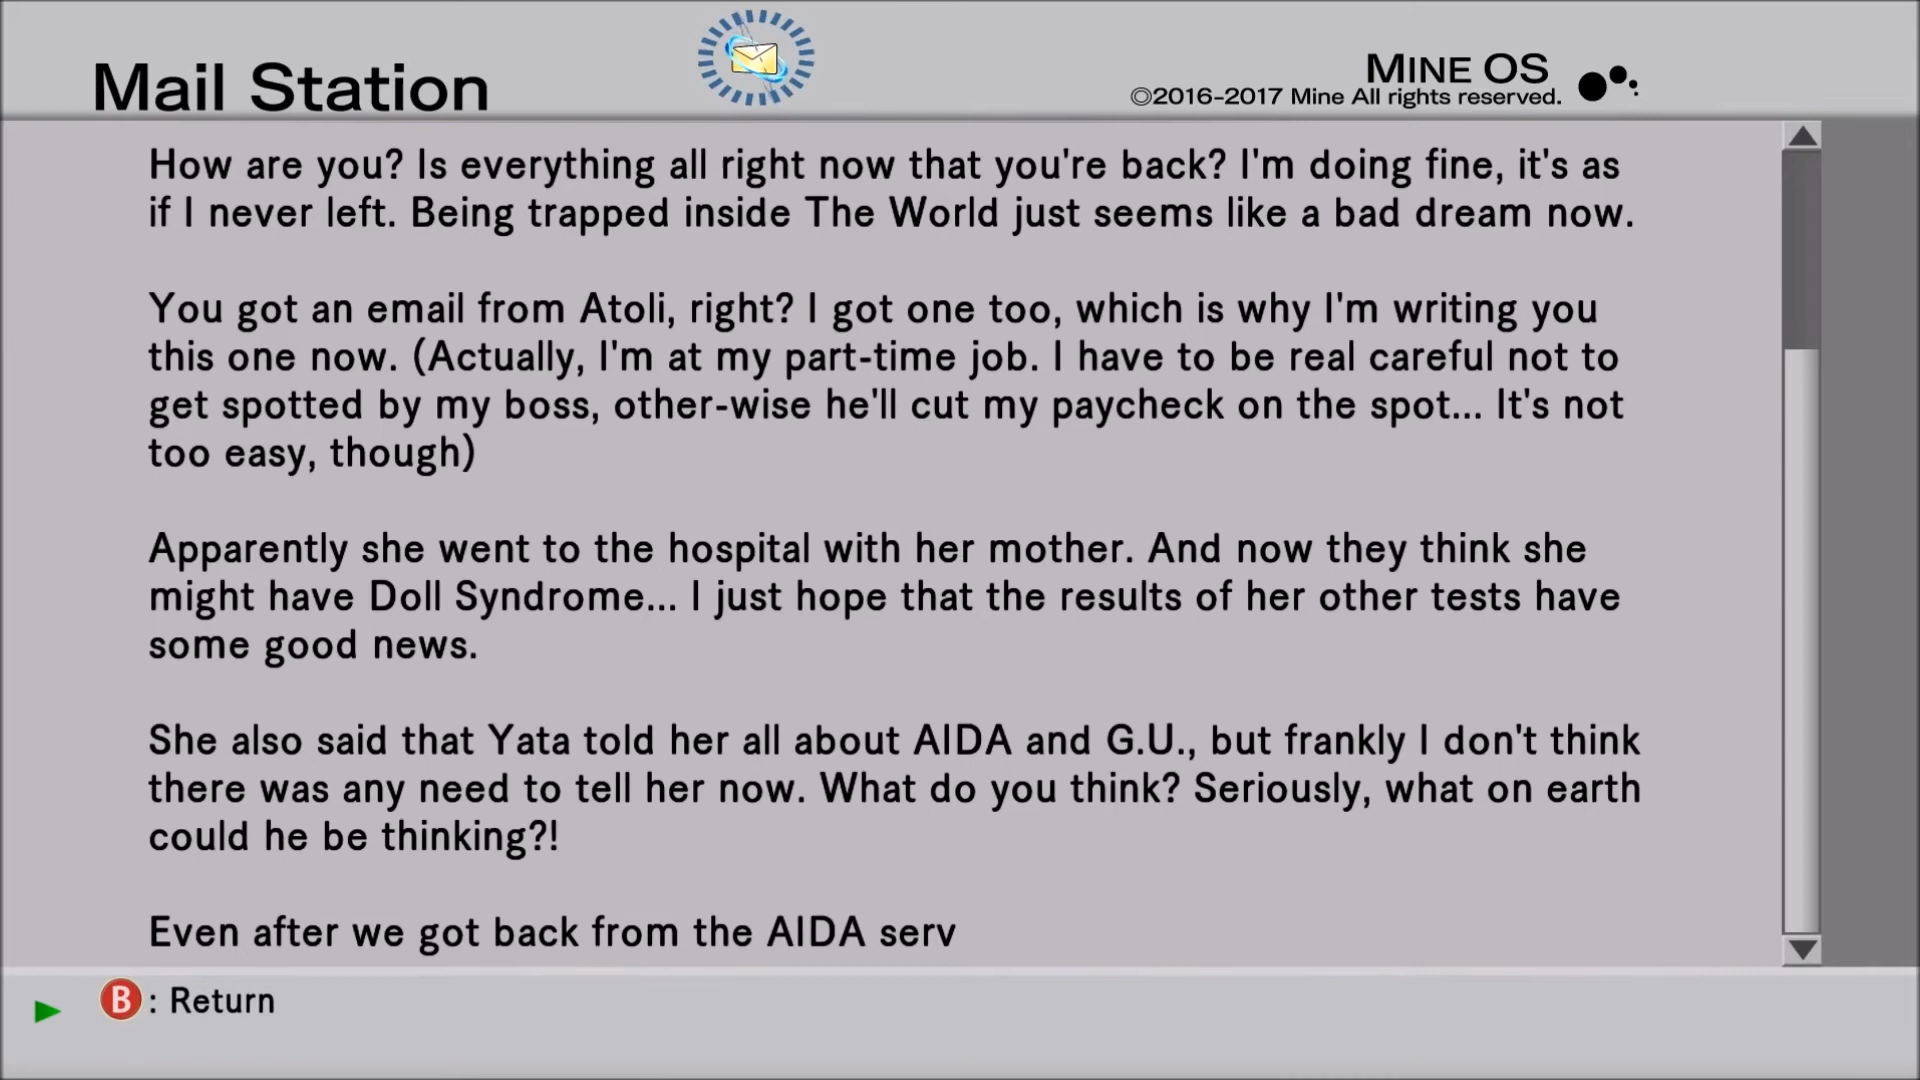 Mail Station
MINE OS
©2016-2017 Mine All rights reserved.
How are you? Is everything all right now that you're back? I'm doing fine, it's as
if I never left. Being trapped inside The World just seems like a bad dream now.
You got an email from Atoli, right? I got one too, which is why I'm writing you
this one now. (Actually, I'm at my part-time job. I have to be real careful not to
get spotted by my boss, other-wise he'll cut my paycheck on the spot... It's not
too easy, though)
Apparently she went to the hospital with her mother. And now they think she
might have Doll Syndrome... I just hope that the results of her other tests have
some good news.
She also said that Yata told her all about AIDA and G.U., but frankly I don't think
there was any need to tell her now. What do you think? Seriously, what on earth
could he be thinking?!
Even after we got back from the AIDA serv
B: Return